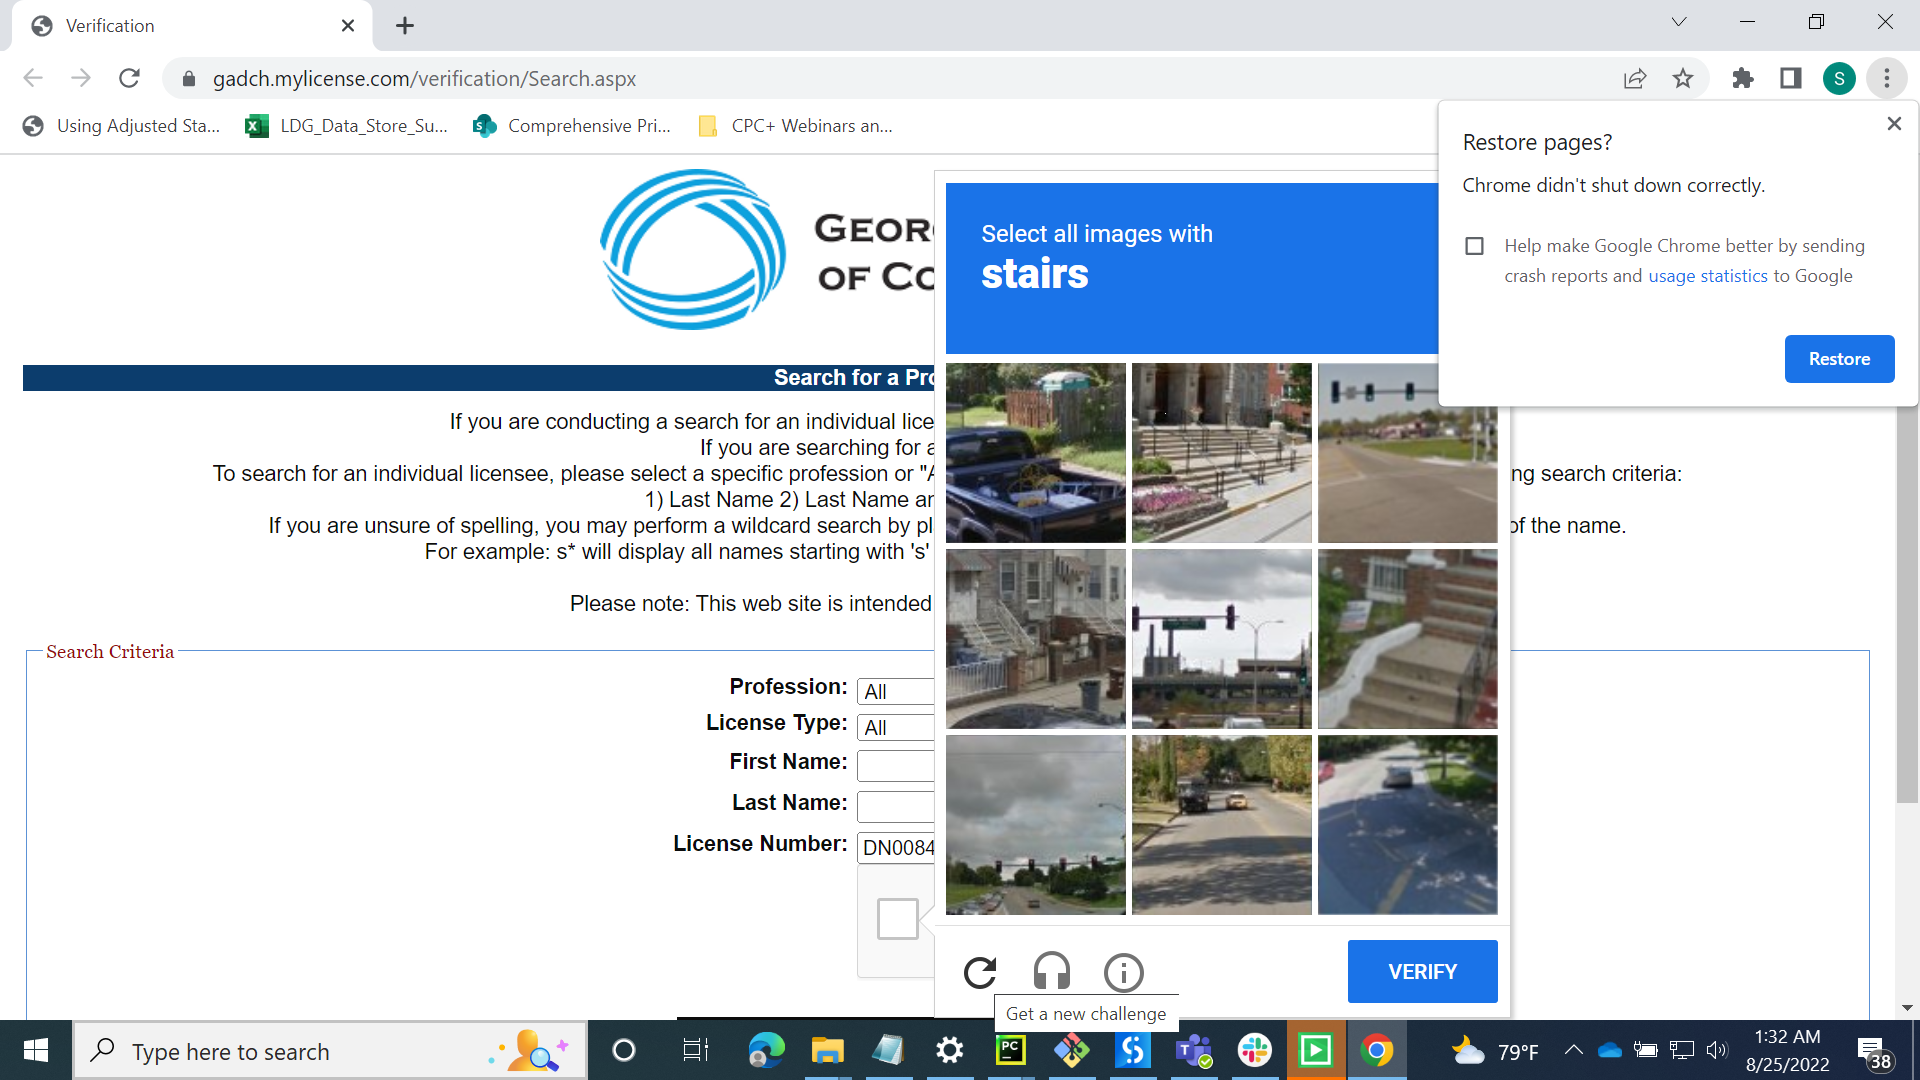 Verification
gadch.mylicense.com/verification/Search.aspx
S
Using Adjusted Sta...
LDG_Data_Store_Su...
Comprehensive Pri...
CPC+ Webinars an...
Restore pages?
Chrome didn't shut down correctly.
Help make Google Chrome better by sending
crash reports and usage statistics to Google
Restore
GEOR
OF CO
Select all images with
stairs
Search for a Pro
If you are conducting a search for an individual lice
If you are searching for a
To search for an individual licensee, please select a specific profession or "A
ng search criteria:
1) Last Name 2) Last Name an
If you are unsure of spelling, you may perform a wildcard search by pl
of the name.
For example: s* will display all names starting with 's'
Please note: This web site is intended
Search Criteria
Profession: All
License Type: All
First Name:
Last Name:
License Number: DN0084
VERIFY
Get a new challenge
Type here to search
PC
79°F
1:32 AM
8/25/2022
38